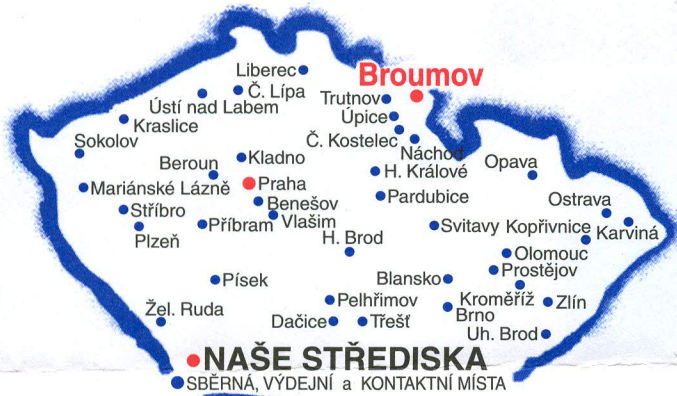 Liberec
Broumov
Č. Lípa
Trutnov
Ústí nad Labem
Úpice
Kraslice
Č. Kostelec
Sokolov
Náchod
Beroun
Kladno
H. Králové
Opava
Mariánské Lázně
Praha
Pardubice
Ostrava
Benešov
Stříbro
Vlašim
Příbram
Svitavy
Kopřivnice
Karviná
Plzeň
H. Brod
Olomouc
Prostějov
Písek
Blansko
Pelhřimov
Kroměříž
Zlín
Žel. Ruda
Brno
Dačice
Třešť
Uh. Brod
NAŠE STŘEDISKA
SBĚRNÁ, VÝDEJNÍ a KONTAKTNÍ MÍSTA